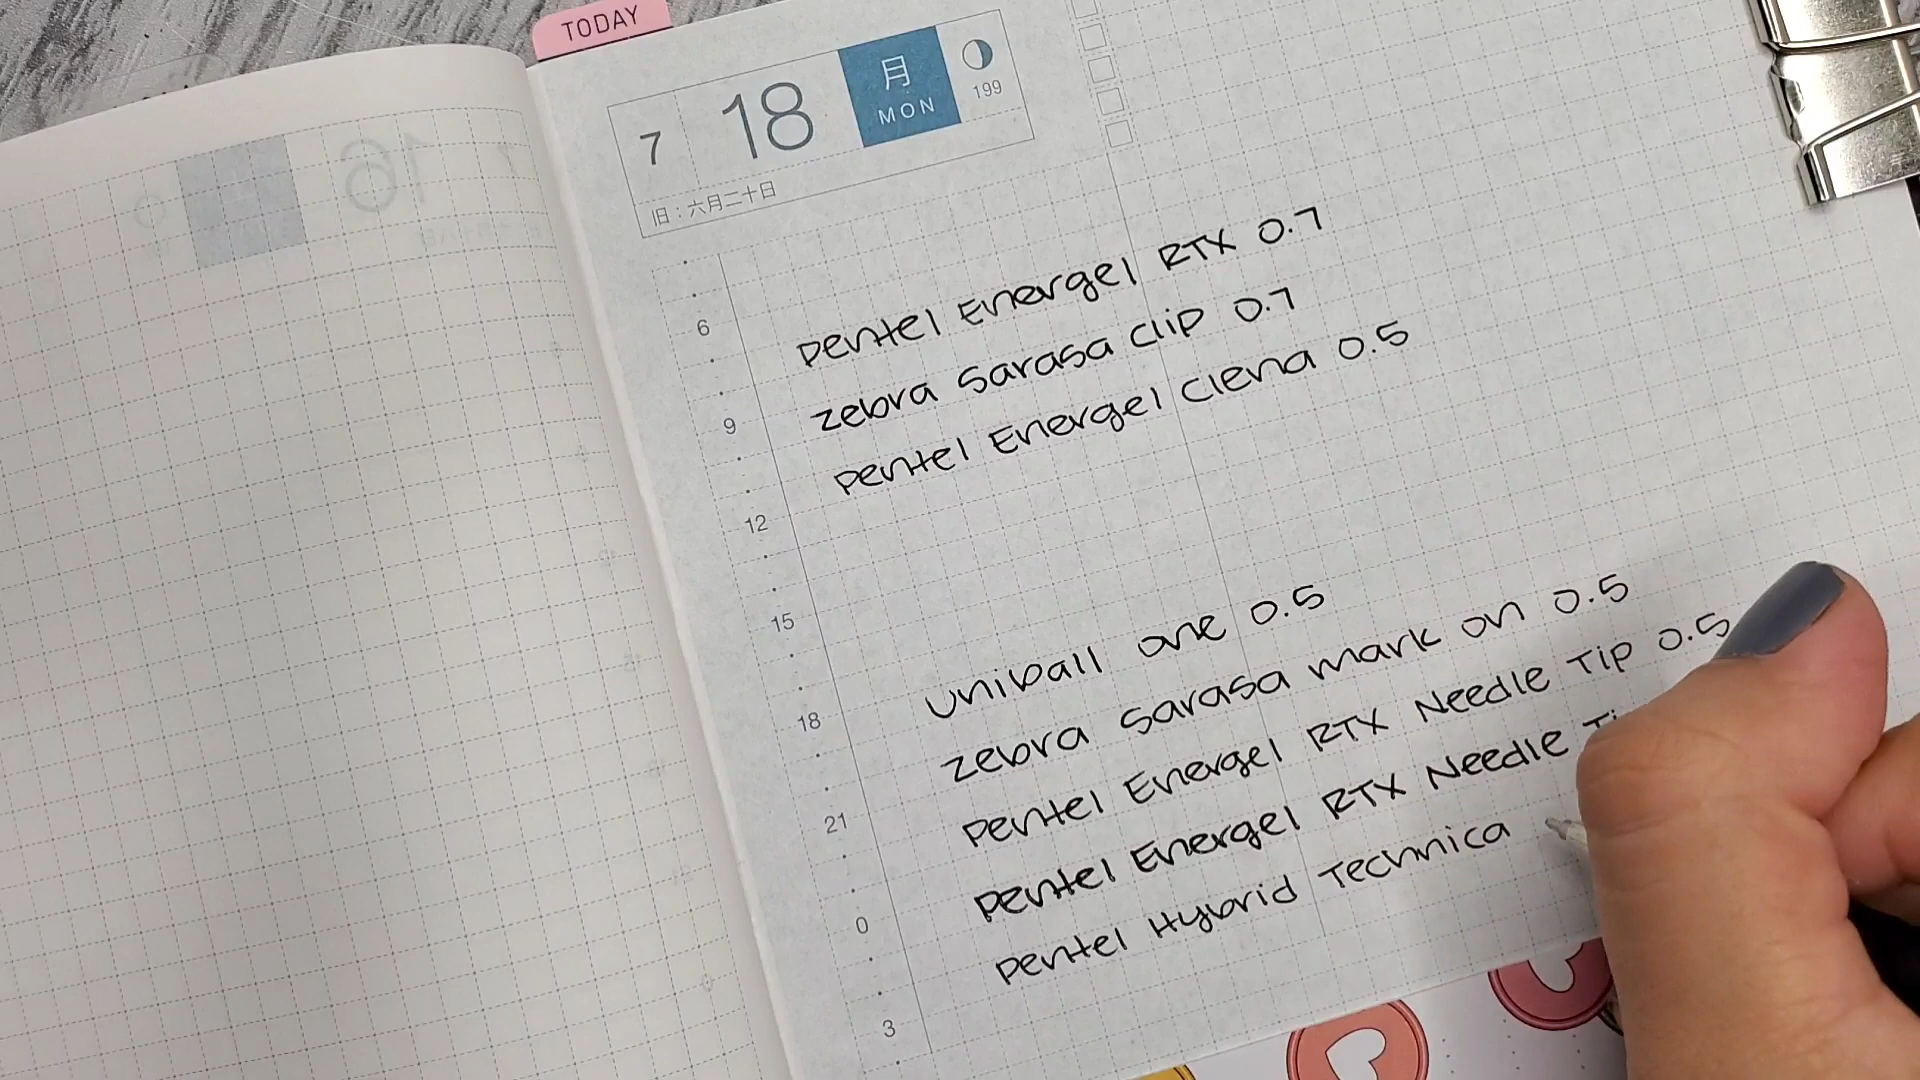 TODAY
7 18 月 MON 199
旧：六月二十日
6
9
12
15
18
21
0
3
Pentel Energel RTX 0.7
Zebra Sarasa Clip 0.7
Pentel Energel Clena 0.5
Uniball one 0.5
Zebra Sarasa mark on 0.5
Pentel Energel RTX Needle Tip 0.5
Pentel Energel RTX Needle Ti
Pentel Hybrid Technica
16